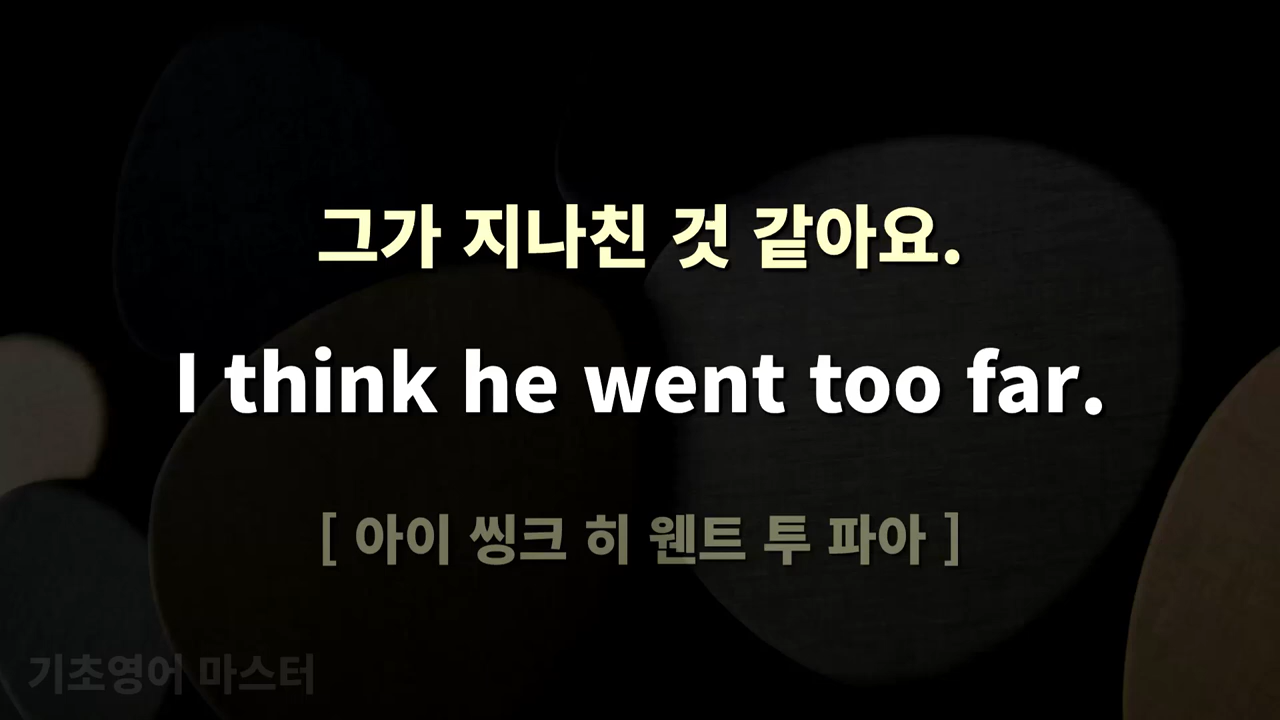 그가 지나친 것 같아요.
I think he went too far.
[ 아이 씽크 히 웬트 투 파아 ]
기초영어 마스터